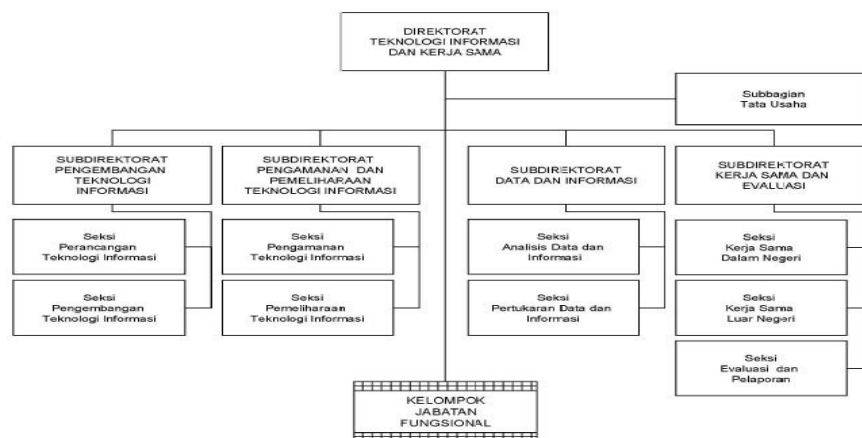 DIREKTORAT
TEKNOLOGI INFORMASI
DAN KERJA SAMA
Subbagian
Tata Usaha
SUBDIREKTORAT
PENGEMBANGAN
TEKNOLOGI
INFORMASI
SUBDIREKTORAT
PENGAMANAN DAN
PEMELIHARAAN
TEKNOLOGI INFORMASI
SUBDIREKTORAT
DATA DAN INFORMASI
SUBDIREKTORAT
KERJA SAMA DAN
EVALUASI
Seksi
Perancangan
Teknologi Informasi
Seksi
Pengamanan
Teknologi Informasi
Seksi
Analisis Data dan
Informasi
Seksi
Kerja Sama
Dalam Negeri
Seksi
Pengembangan
Teknologi Informasi
Seksi
Pemeliharaan
Teknologi Informasi
Seksi
Pertukaran Data dan
Informasi
Seksi
Kerja Sama
Luar Negeri
Seksi
Evaluasi dan
Pelaporan
KELOMPOK
JABATAN
FUNGSIONAL